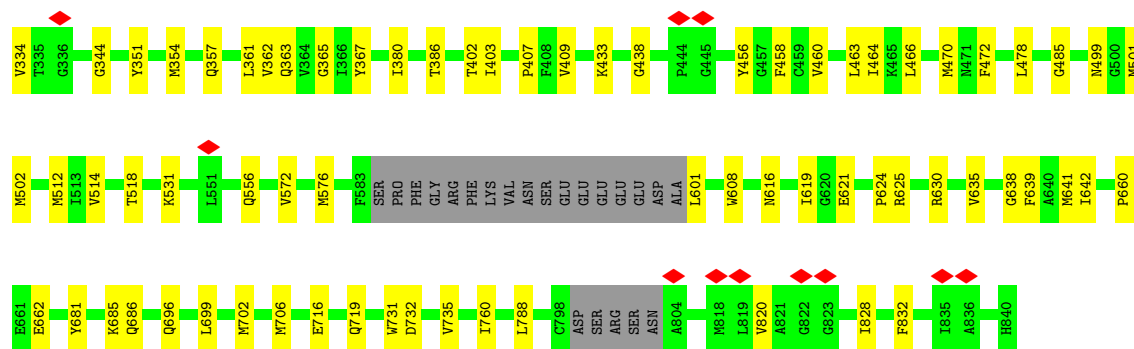 V334 T335 G336 G344 Y351 M354 Q357 L361 V362 Q363 V364 G365 I366 Y367 I380 T386 T402 I403 P407 F408 V409 K433 G438 P444 G445 Y456 G457 F458 C459 V460 L463 I464 K465 L466 M470 N471 F472 L478 G485 N499 G500 M501
M502 M512 I513 V514 T518 K531 L551 Q556 V572 M576 F583 SER PRO PHE GLY ARG PHE LYS VAL ASN SER GLU GLU GLU GLU GLU ASP ALA L601 W608 N616 I619 G620 E621 P624 R625 R630 V635 G638 F639 A640 M641 I642 P660
E661 E662 Y681 K685 Q686 Q696 L699 M702 M706 E716 Q719 W731 D732 V735 I760 L788 C798 ASP SER ARG SER ASN A804 M818 L819 V820 A821 G822 G823 I828 F832 I835 A836 H840